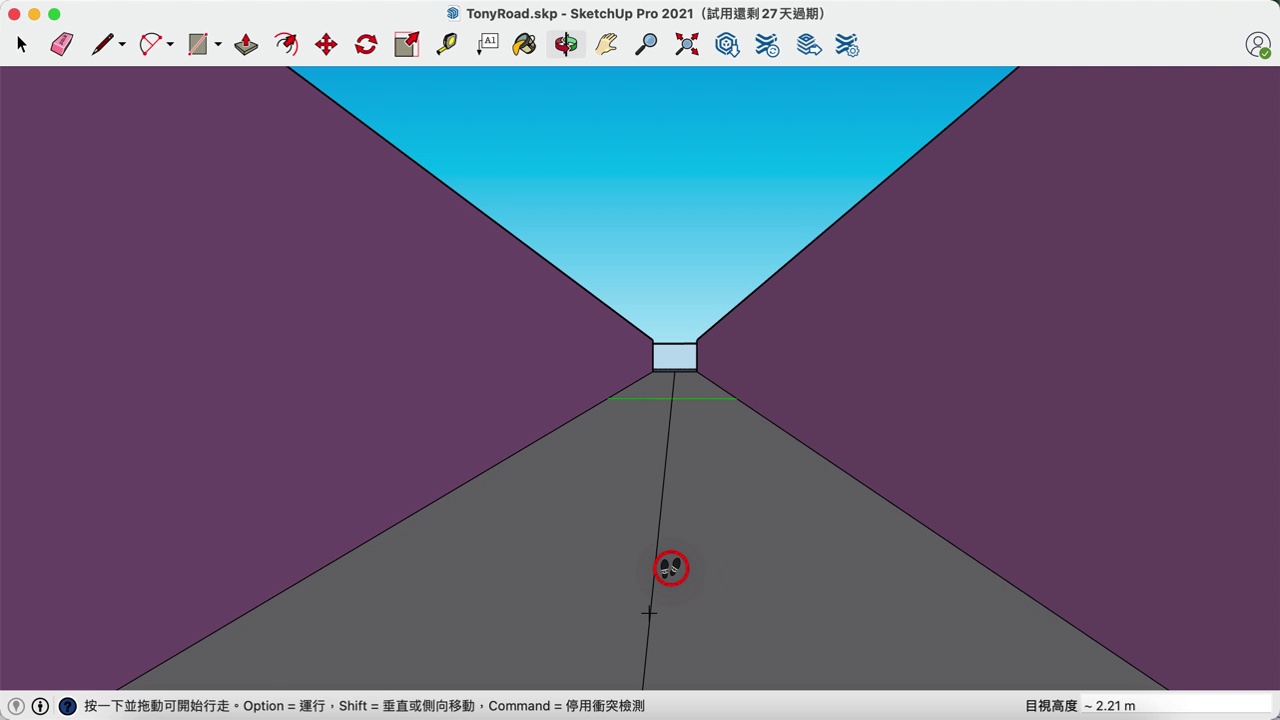 TonyRoad.skp - SketchUp Pro 2021（試用還剩 27 天過期）
A1
按一下並拖動可開始行走。Option = 運行，Shift = 垂直或側向移動，Command = 停用衝突檢測
目視高度 ~ 2.21 m